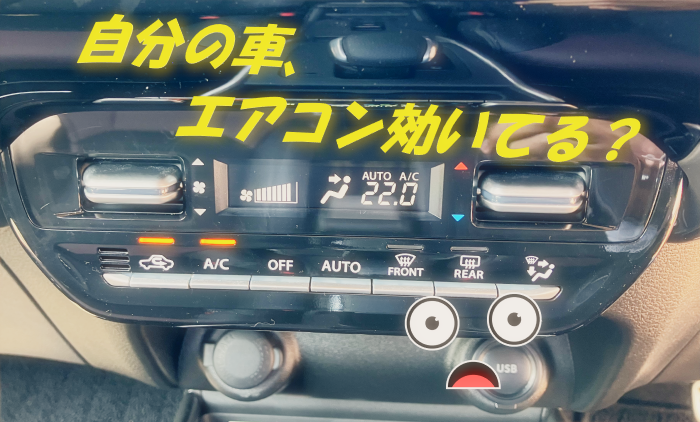 自分の車、
エアコン効いてる？
AUTO A/C
22.0
A/C
OFF
AUTO
FRONT
REAR
USB